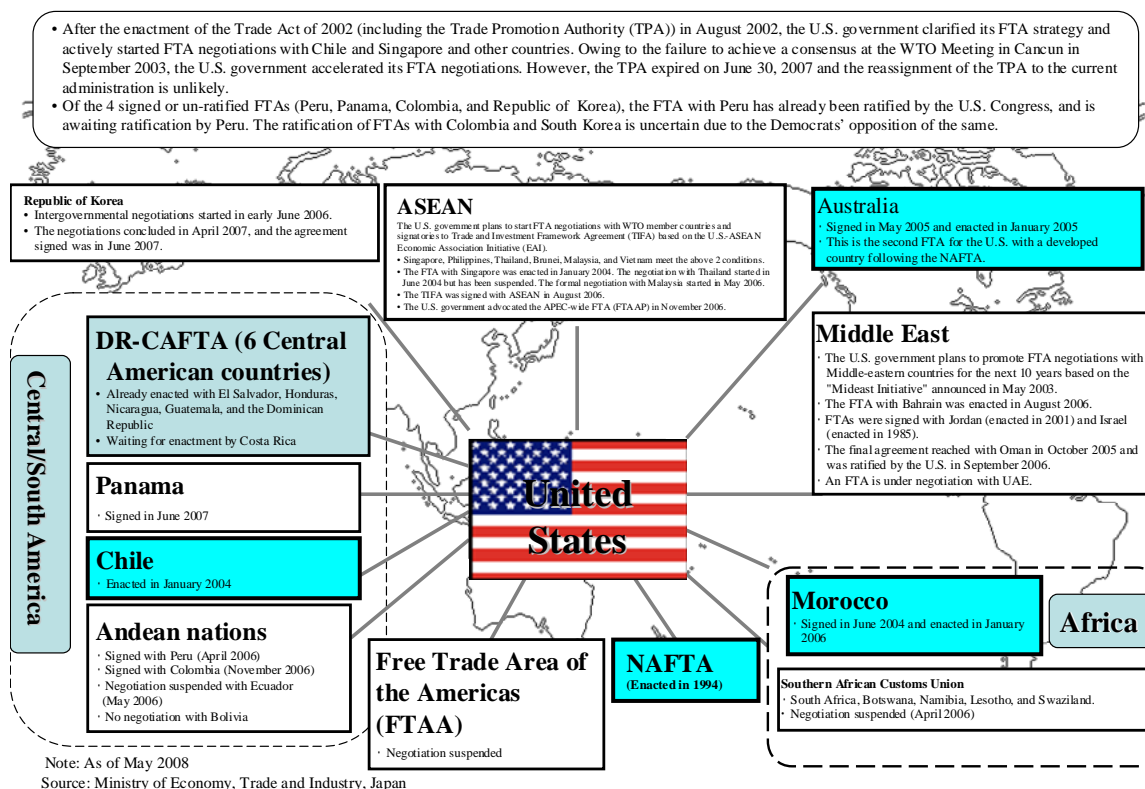 • After the enactment of the Trade Act of 2002 (including the Trade Promotion Authority (TPA)) in August 2002, the U.S. government clarified its FTA strategy and
actively started FTA negotiations with Chile and Singapore and other countries. Owing to the failure to achieve a consensus at the WTO Meeting in Cancun in
September 2003, the U.S. government accelerated its FTA negotiations. However, the TPA expired on June 30, 2007 and the reassignment of the TPA to the current
administration is unlikely.
• Of the 4 signed or un-ratified FTAs (Peru, Panama, Colombia, and Republic of Korea), the FTA with Peru has already been ratified by the U.S. Congress, and is
awaiting ratification by Peru. The ratification of FTAs with Colombia and South Korea is uncertain due to the Democrats' opposition of the same.
Republic of Korea
• Intergovernmental negotiations started in early June 2006.
• The negotiations concluded in April 2007, and the agreement
signed was in June 2007.
ASEAN
The U.S. government plans to start FTA negotiations with WTO member countries and
signatories to Trade and Investment Framework Agreement (TIFA) based on the U.S.-ASEAN
Economic Association Initiative (EAI).
• Singapore, Philippines, Thailand, Brunei, Malaysia, and Vietnam meet the above 2 conditions.
• The FTA with Singapore was enacted in January 2004. The negotiation with Thailand started in
June 2004 but has been suspended. The formal negotiation with Malaysia started in May 2006.
• The TIFA was signed with ASEAN in August 2006.
• The U.S. government advocated the APEC-wide FTA (FTAAP) in November 2006.
Australia
• Signed in May 2005 and enacted in January 2005
• This is the second FTA for the U.S. with a developed
country following the NAFTA.
Central/South America
DR-CAFTA (6 Central
American countries)
• Already enacted with El Salvador, Honduras,
Nicaragua, Guatemala, and the Dominican
Republic
• Waiting for enactment by Costa Rica
Panama
· Signed in June 2007
Chile
· Enacted in January 2004
Andean nations
· Signed with Peru (April 2006)
· Signed with Colombia (November 2006)
· Negotiation suspended with Ecuador
(May 2006)
· No negotiation with Bolivia
United
States
Middle East
· The U.S. government plans to promote FTA negotiations with
Middle-eastern countries for the next 10 years based on the
"Mideast Initiative" announced in May 2003.
· The FTA with Bahrain was enacted in August 2006.
· FTAs were signed with Jordan (enacted in 2001) and Israel
(enacted in 1985).
· The final agreement reached with Oman in October 2005 and
was ratified by the U.S. in September 2006.
· An FTA is under negotiation with UAE.
Free Trade Area of
the Americas
(FTAA)
· Negotiation suspended
NAFTA
(Enacted in 1994)
Morocco
· Signed in June 2004 and enacted in January
2006
Africa
Southern African Customs Union
· South Africa, Botswana, Namibia, Lesotho, and Swaziland.
· Negotiation suspended (April 2006)
Note: As of May 2008
Source: Ministry of Economy, Trade and Industry, Japan